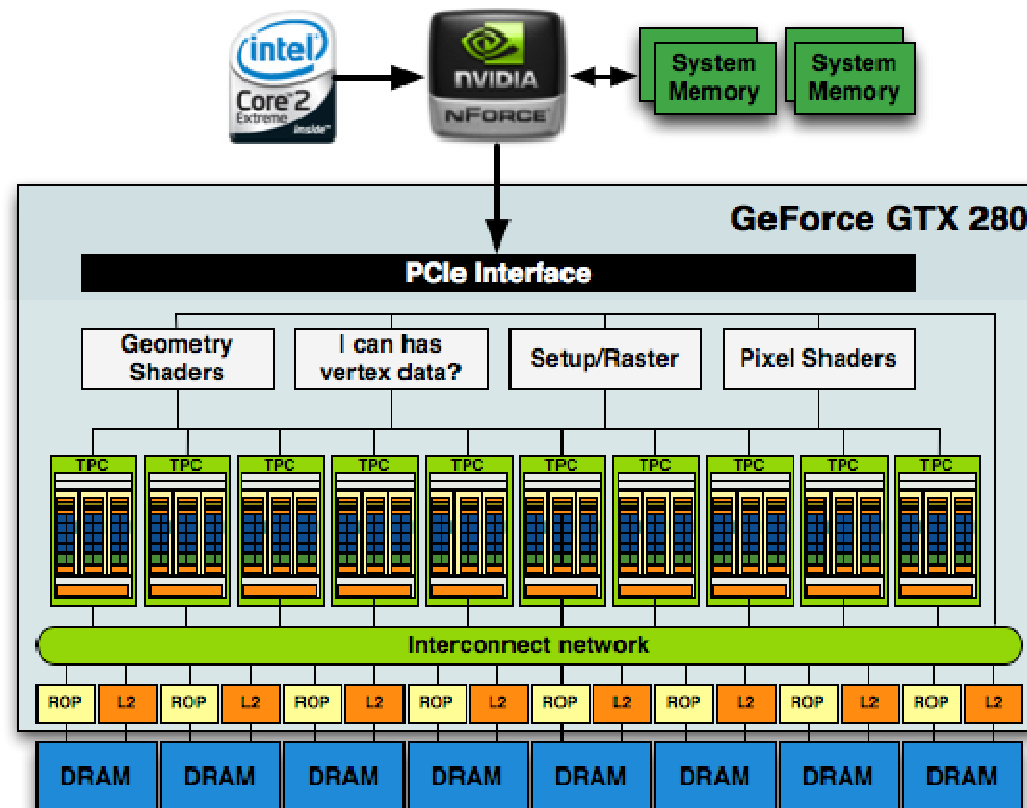 intel
Core™2
Extreme
inside™
nVIDIA
NFORCE®
System
Memory
System
Memory
GeForce GTX 280
PCIe Interface
Geometry
Shaders
I can has
vertex data?
Setup/Raster
Pixel Shaders
TPC TPC TPC TPC TPC TPC TPC TPC TPC TPC
Interconnect network
ROP L2 ROP L2 ROP L2 ROP L2 ROP L2 ROP L2 ROP L2 ROP L2
DRAM DRAM DRAM DRAM DRAM DRAM DRAM DRAM